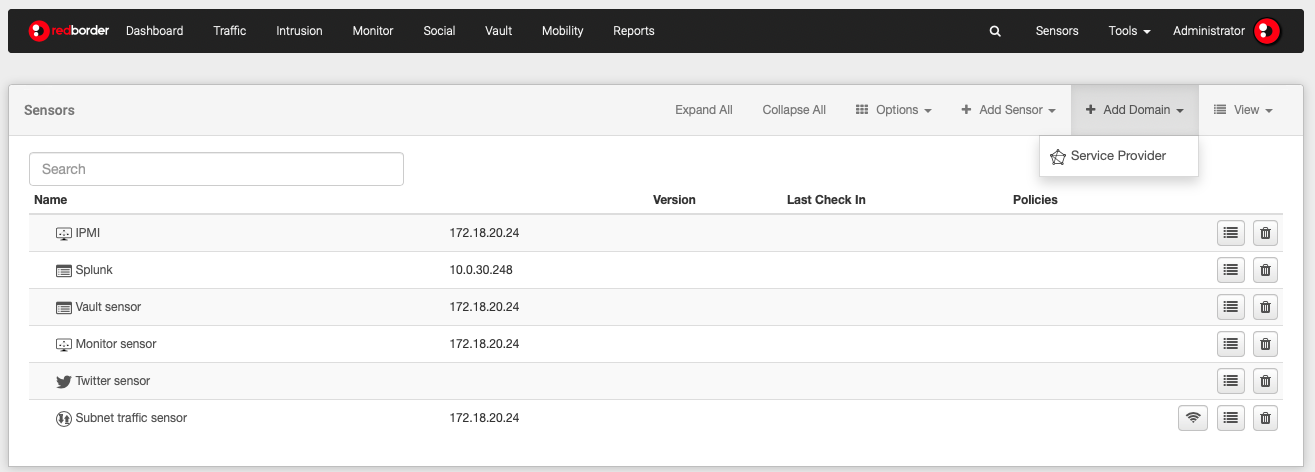 redborder Dashboard Traffic Intrusion Monitor Social Vault Mobility Reports Sensors Tools Administrator
Sensors Expand All Collapse All Options Add Sensor Add Domain View
Service Provider
Search
Name Version Last Check In Policies
IPMI 172.18.20.24
Splunk 10.0.30.248
Vault sensor 172.18.20.24
Monitor sensor 172.18.20.24
Twitter sensor
Subnet traffic sensor 172.18.20.24